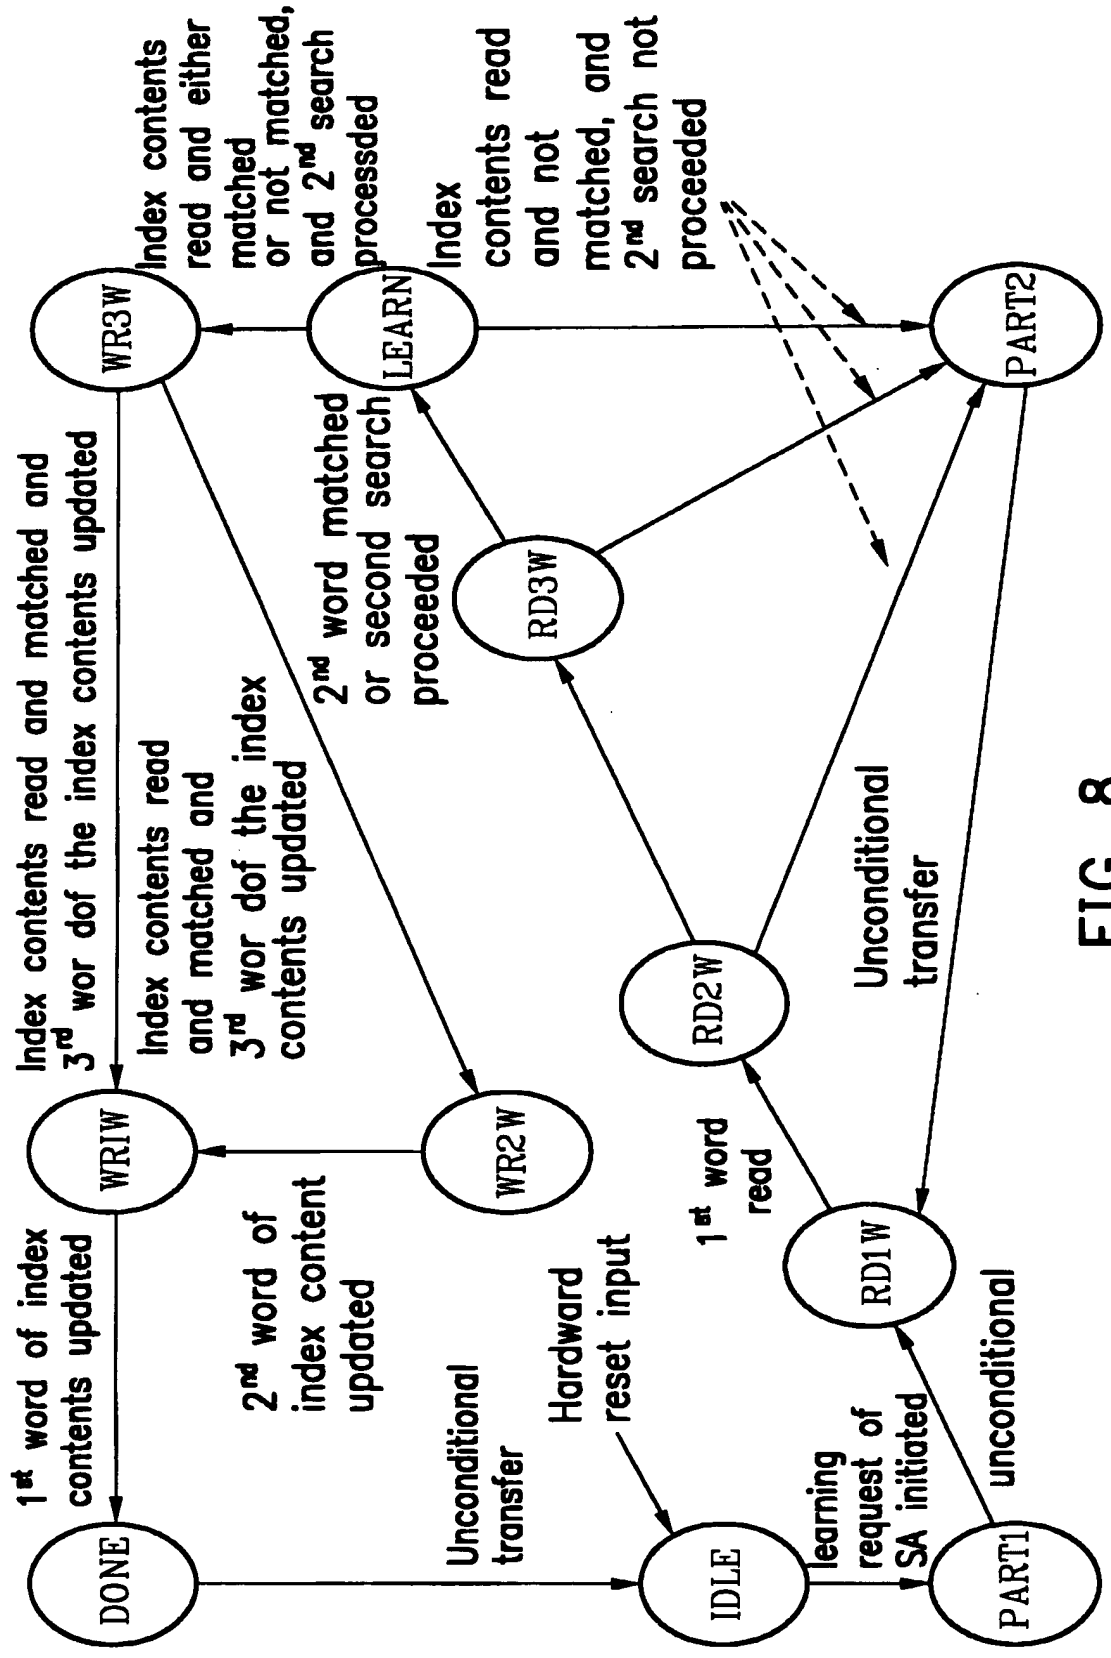 DONE
1st word of index
contents updated
WR1W
Index contents read and matched and
3rd wor dof the index contents updated
WR3W
Index contents
read and either
matched
or not matched,
and 2nd search
processded
Index contents read
and matched and
3rd wor dof the index
contents updated
2nd word of
index content
updated
Unconditional
transfer
WR2W
2nd word matched
or second search
proceeded
LEARN
Index
contents read
and not
matched, and
2nd search not
proceeded
RD3W
Hardward
reset input
IDLE
learning
request of
SA initiated
1st word
read
RD2W
Unconditional
transfer
RD1W
unconditional
PART1
PART2
FIG. 8